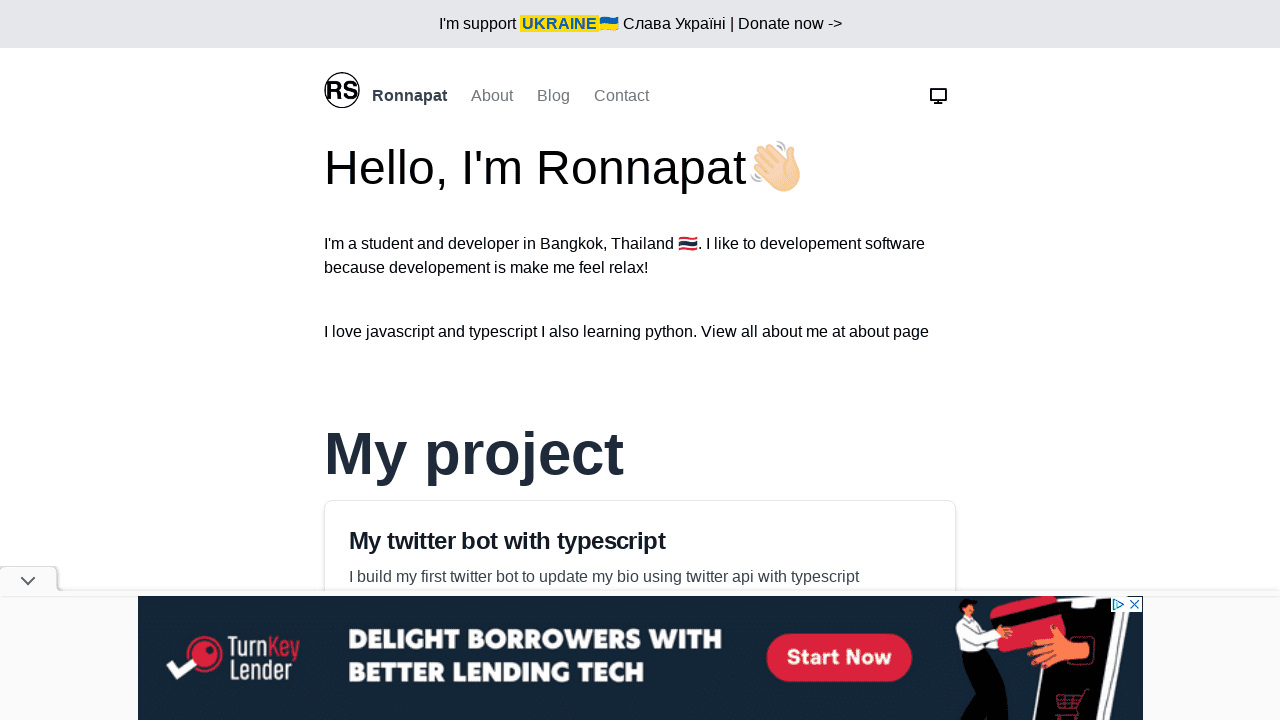 I'm support UKRAINE🇺🇦 Слава Україні | Donate now ->
RS Ronnapat About Blog Contact
Hello, I'm Ronnapat👋🏻
I'm a student and developer in Bangkok, Thailand 🇹🇭. I like to developement software
because developement is make me feel relax!
I love javascript and typescript I also learning python. View all about me at about page
My project
My twitter bot with typescript
I build my first twitter bot to update my bio using twitter api with typescript
TurnKey
Lender
DELIGHT BORROWERS WITH
BETTER LENDING TECH
Start Now